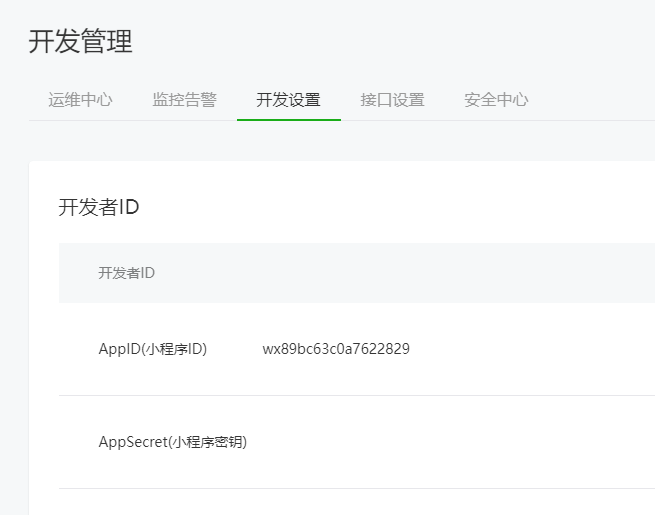 开发管理
运维中心 监控告警 开发设置 接口设置 安全中心
开发者ID
开发者ID
AppID(小程序ID) wx89bc63c0a7622829
AppSecret(小程序密钥)